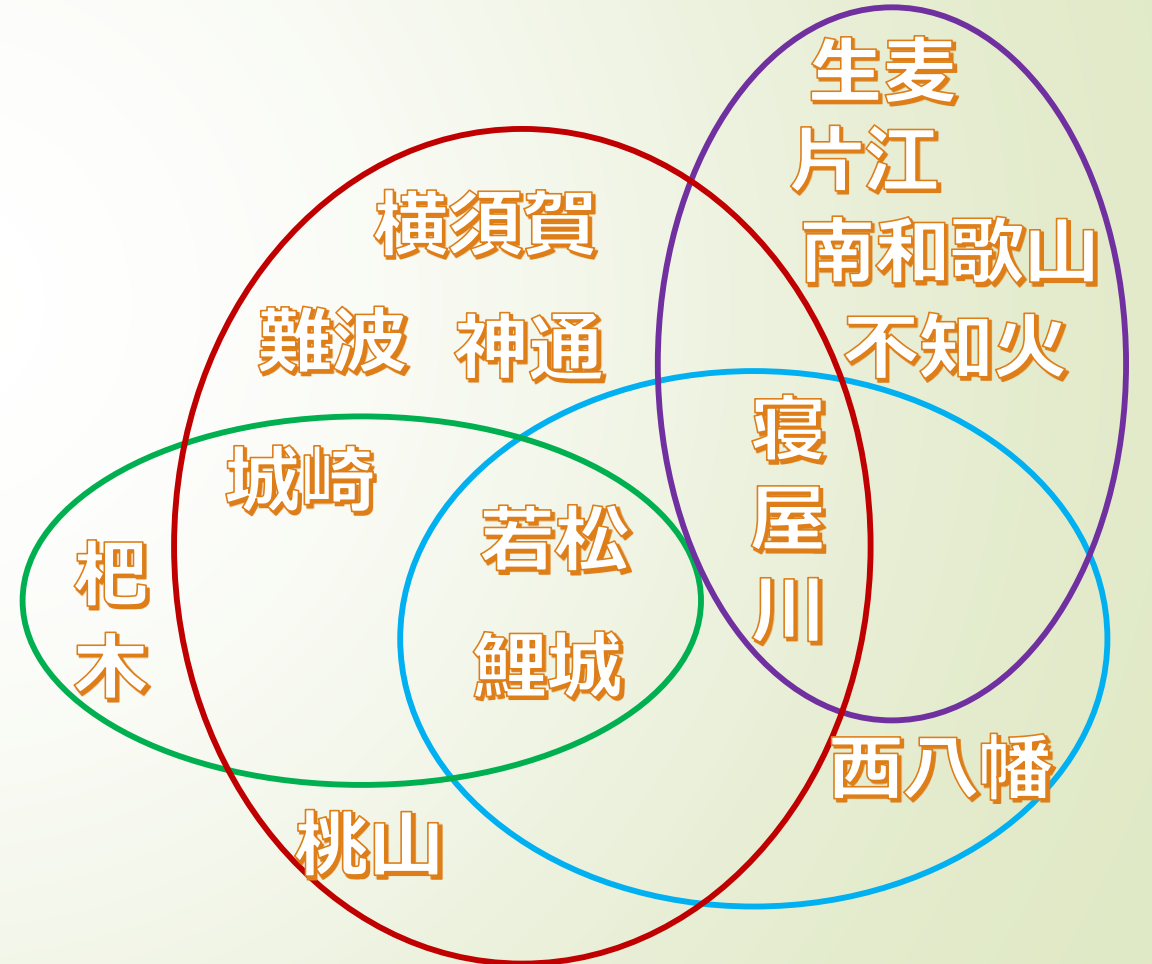 生麦
片江
南和歌山
不知火
横須賀
難波
神通
城崎
若松
鯉城
寝屋川
杷木
桃山
西八幡